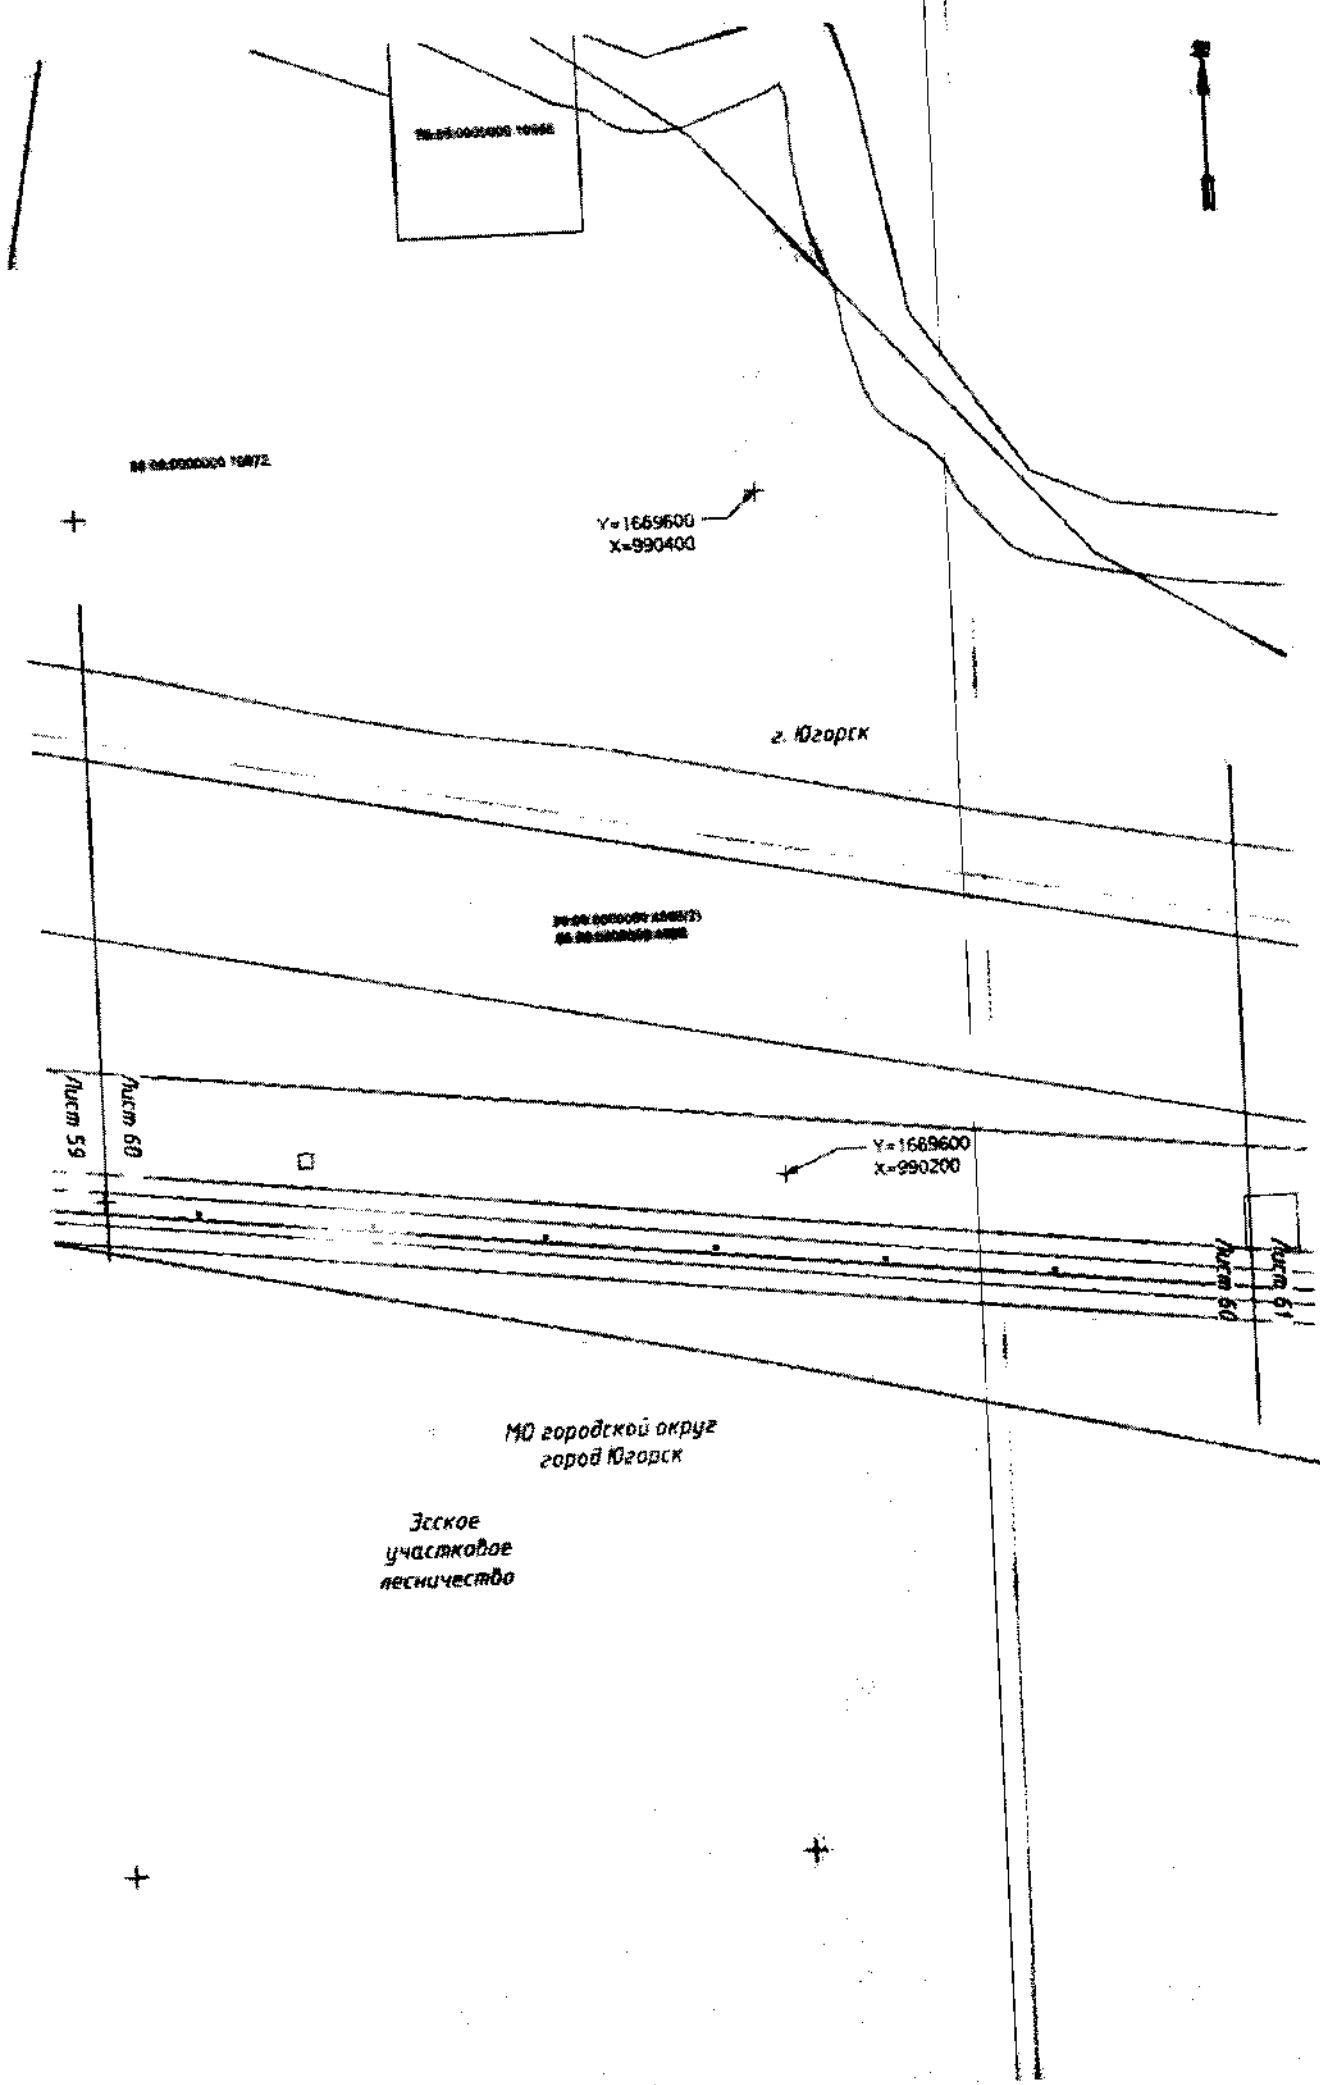 Y=1669600
X=990400
г. Югорск
Лист 59
Лист 60
Y=1669600
X=990200
Лист 60
Лист 61
МО городской округ
город Югорск
Эсское
участковое
лесничество